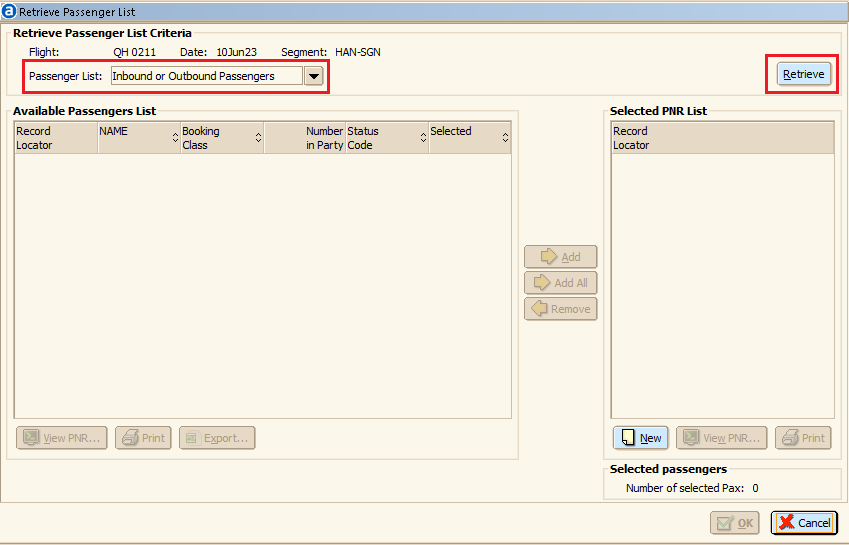 a Retrieve Passenger List
Retrieve Passenger List Criteria
Flight: QH 0211 Date: 10Jun23 Segment: HAN-SGN
Passenger List: Inbound or Outbound Passengers
Retrieve
Available Passengers List
Record Locator
NAME
Booking Class
Number in Party
Status Code
Selected
Add
Add All
Remove
View PNR...
Print
Export...
Selected PNR List
Record Locator
New
View PNR...
Print
Selected passengers
Number of selected Pax: 0
OK
Cancel